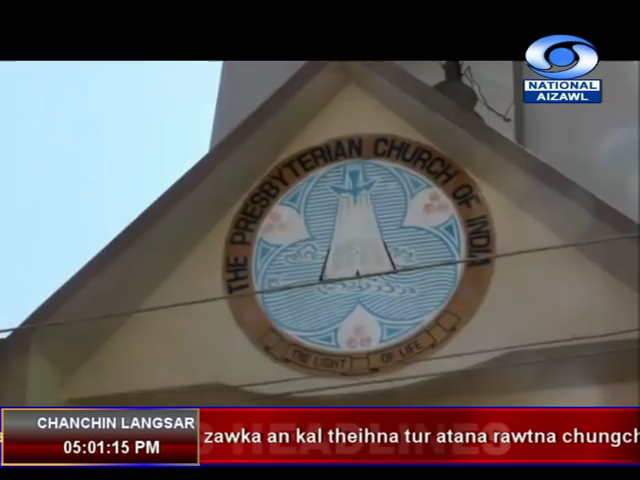 NATIONAL
AIZAWL
THE PRESBYTERIAN CHURCH OF INDIA
THE LIGHT OF LIFE
CHANCHIN LANGSAR
05:01:15 PM
zawka an kal theihna tur atana rawtna chungch
HEADLINES